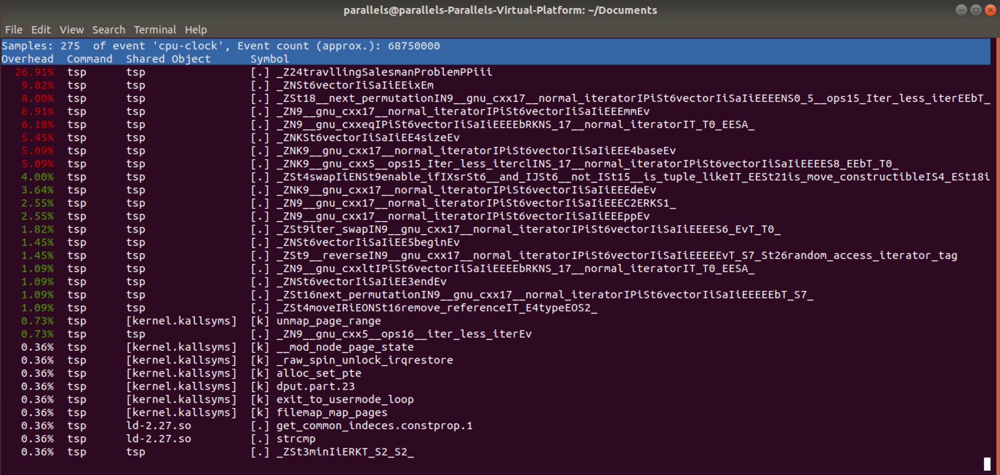 parallels@parallels-Parallels-Virtual-Platform: ~/Documents
File Edit View Search Terminal Help
Samples: 275  of event 'cpu-clock', Event count (approx.): 68750000
Overhead  Command  Shared Object      Symbol
26.91%  tsp      tsp                [.] _Z24travllingSalesmanProblemPPiii
9.82%  tsp      tsp                [.] _ZNSt6vectorIiSaIiEEixEm
8.00%  tsp      tsp                [.] _ZSt18__next_permutationIN9__gnu_cxx17__normal_iteratorIPiSt6vectorIiSaIiEEEENS0_5__ops15_Iter_less_iterEEbT_
6.91%  tsp      tsp                [.] _ZN9__gnu_cxx17__normal_iteratorIPiSt6vectorIiSaIiEEEmmEv
6.18%  tsp      tsp                [.] _ZN9__gnu_cxxeqIPiSt6vectorIiSaIiEEEEbRKNS_17__normal_iteratorIT_T0_EESA_
5.45%  tsp      tsp                [.] _ZNKSt6vectorIiSaIiEE4sizeEv
5.09%  tsp      tsp                [.] _ZNK9__gnu_cxx17__normal_iteratorIPiSt6vectorIiSaIiEEE4baseEv
5.09%  tsp      tsp                [.] _ZNK9__gnu_cxx5__ops15_Iter_less_iterclINS_17__normal_iteratorIPiSt6vectorIiSaIiEEEES8_EEbT_T0_
4.00%  tsp      tsp                [.] _ZSt4swapIiENSt9enable_ifIXsrSt6__and_IJSt6__not_ISt15__is_tuple_likeIT_EESt21is_move_constructibleIS4_ESt18i
3.64%  tsp      tsp                [.] _ZNK9__gnu_cxx17__normal_iteratorIPiSt6vectorIiSaIiEEEdeEv
2.55%  tsp      tsp                [.] _ZN9__gnu_cxx17__normal_iteratorIPiSt6vectorIiSaIiEEEC2ERKS1_
2.55%  tsp      tsp                [.] _ZN9__gnu_cxx17__normal_iteratorIPiSt6vectorIiSaIiEEEppEv
1.82%  tsp      tsp                [.] _ZSt9iter_swapIN9__gnu_cxx17__normal_iteratorIPiSt6vectorIiSaIiEEEES6_EvT_T0_
1.45%  tsp      tsp                [.] _ZNSt6vectorIiSaIiEE5beginEv
1.45%  tsp      tsp                [.] _ZSt9__reverseIN9__gnu_cxx17__normal_iteratorIPiSt6vectorIiSaIiEEEEEvT_S7_St26random_access_iterator_tag
1.09%  tsp      tsp                [.] _ZN9__gnu_cxxltIPiSt6vectorIiSaIiEEEEbRKNS_17__normal_iteratorIT_T0_EESA_
1.09%  tsp      tsp                [.] _ZNSt6vectorIiSaIiEE3endEv
1.09%  tsp      tsp                [.] _ZSt16next_permutationIN9__gnu_cxx17__normal_iteratorIPiSt6vectorIiSaIiEEEEEbT_S7_
1.09%  tsp      tsp                [.] _ZSt4moveIRiEONSt16remove_referenceIT_E4typeEOS2_
0.73%  tsp      [kernel.kallsyms]  [k] unmap_page_range
0.73%  tsp      tsp                [.] _ZN9__gnu_cxx5__ops16__iter_less_iterEv
0.36%  tsp      [kernel.kallsyms]  [k] __mod_node_page_state
0.36%  tsp      [kernel.kallsyms]  [k] _raw_spin_unlock_irqrestore
0.36%  tsp      [kernel.kallsyms]  [k] alloc_set_pte
0.36%  tsp      [kernel.kallsyms]  [k] dput.part.23
0.36%  tsp      [kernel.kallsyms]  [k] exit_to_usermode_loop
0.36%  tsp      [kernel.kallsyms]  [k] filemap_map_pages
0.36%  tsp      ld-2.27.so         [.] get_common_indeces.constprop.1
0.36%  tsp      ld-2.27.so         [.] strcmp
0.36%  tsp      tsp                [.] _ZSt3minIiERKT_S2_S2_